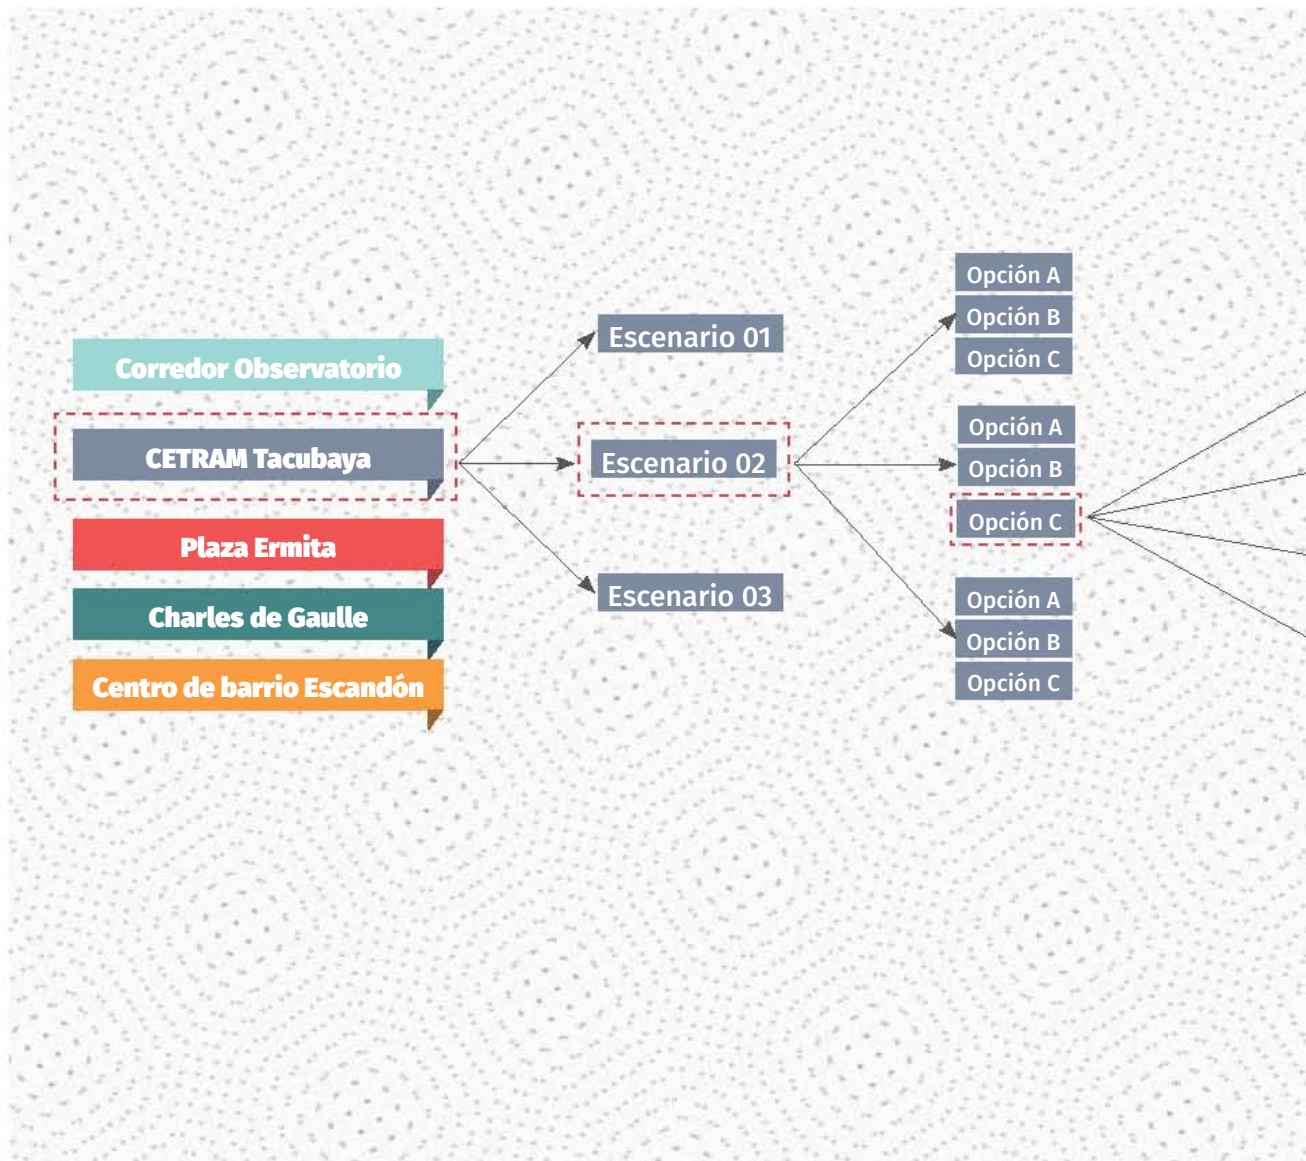 Corredor Observatorio
CETRAM Tacubaya
Plaza Ermita
Charles de Gaulle
Centro de barrio Escandón
Escenario 01
Escenario 02
Escenario 03
Opción A
Opción B
Opción C
Opción A
Opción B
Opción C
Opción A
Opción B
Opción C